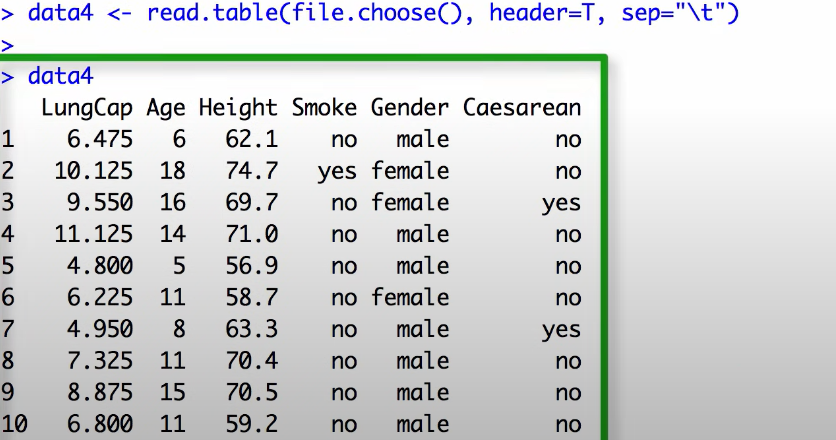 > data4 <- read.table(file.choose(), header=T, sep="\t")
>
> data4
LungCap Age Height Smoke Gender Caesarean
1 6.475 6 62.1 no male no
2 10.125 18 74.7 yes female no
3 9.550 16 69.7 no female yes
4 11.125 14 71.0 no male no
5 4.800 5 56.9 no male no
6 6.225 11 58.7 no female no
7 4.950 8 63.3 no male yes
8 7.325 11 70.4 no male no
9 8.875 15 70.5 no male no
10 6.800 11 59.2 no male no